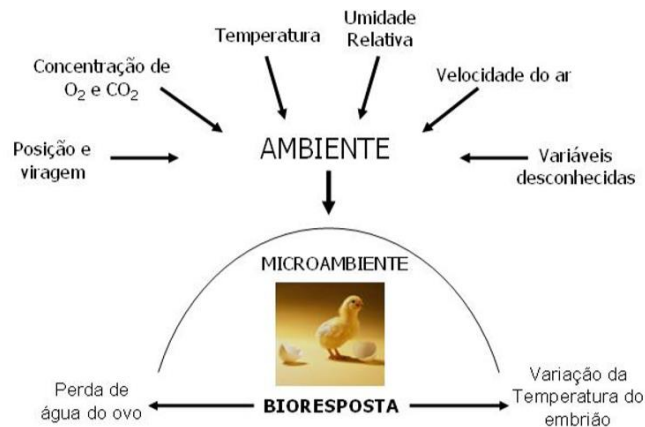 Temperatura
Umidade
Relativa
Concentração de
O₂ e CO₂
Velocidade do ar
Posição e
viragem
AMBIENTE
Variáveis
desconhecidas
MICROAMBIENTE
Perda de
água do ovo
BIORESPOSTA
Variação da
Temperatura do
embrião